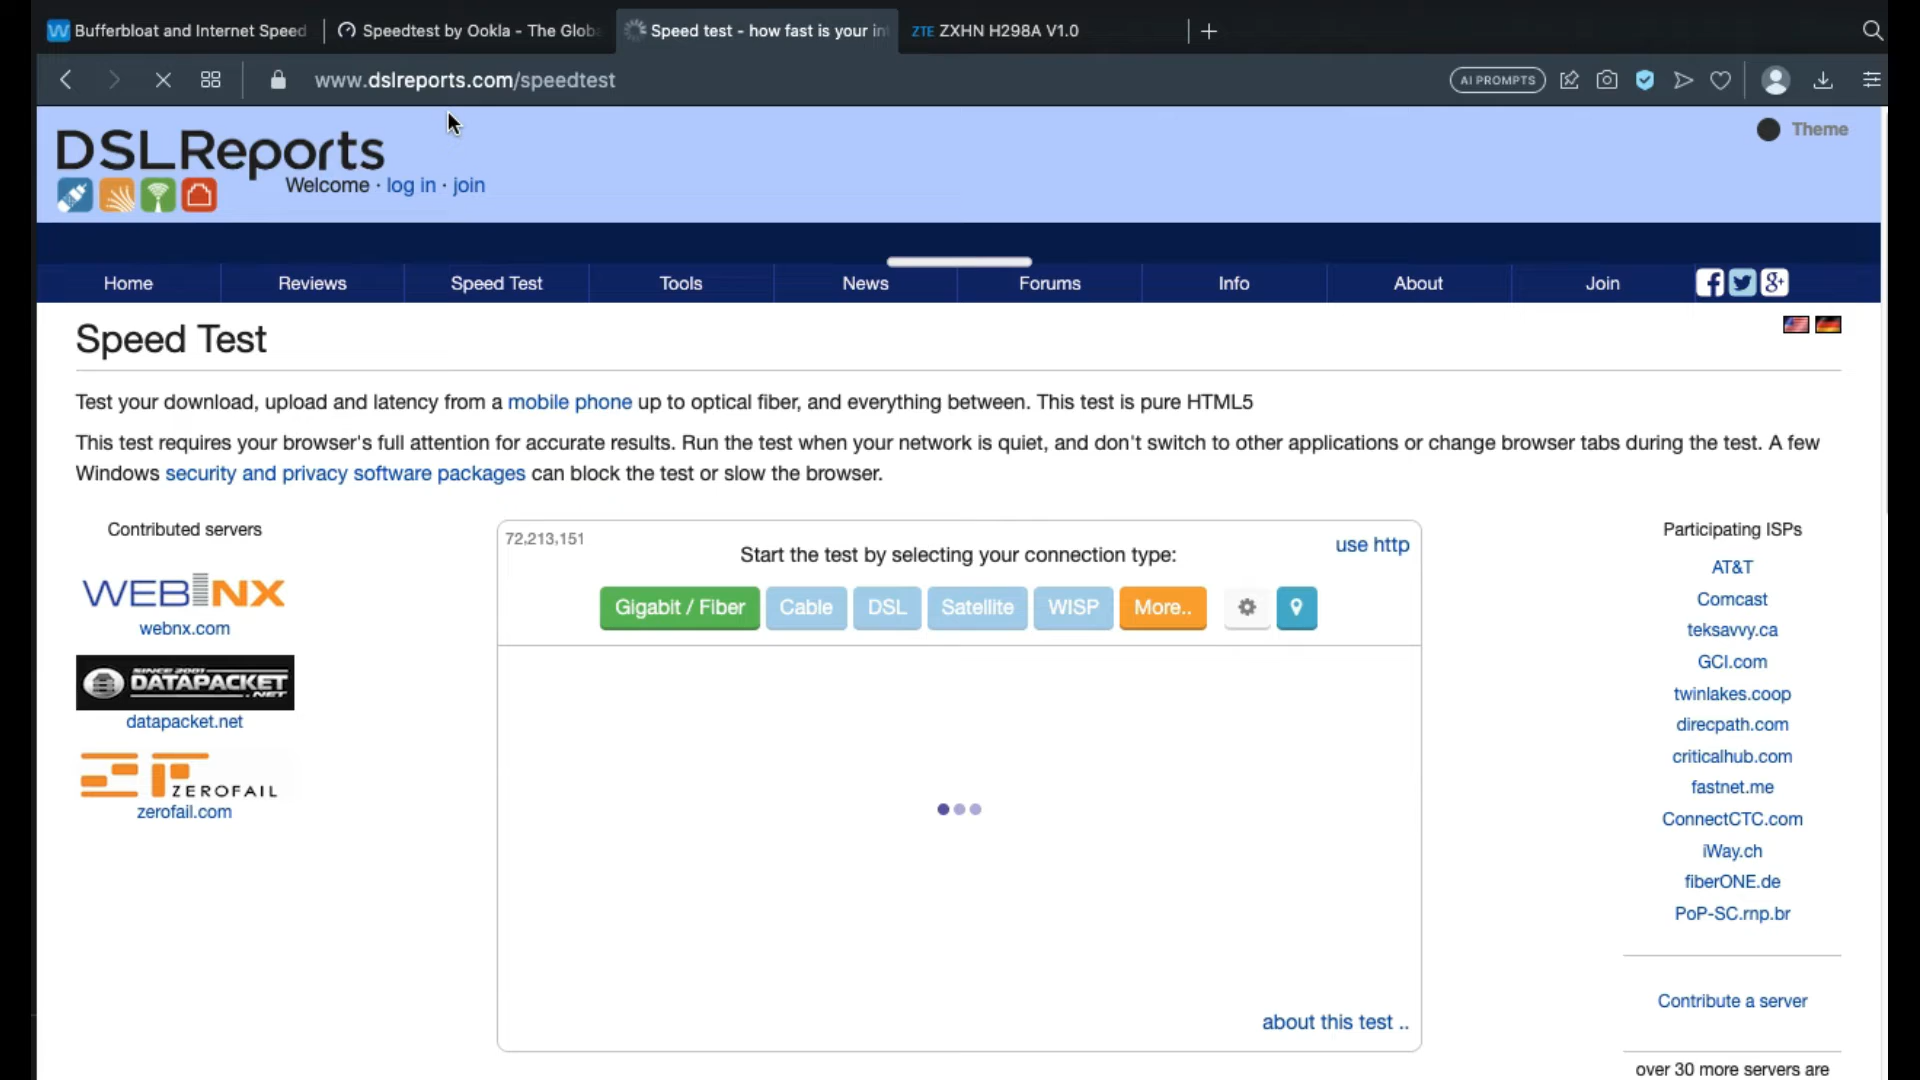 Bufferbloat and Internet Speed
Speedtest by Ookla - The Globa
Speed test - how fast is your in
ZTE ZXHN H298A V1.0
www.dslreports.com/speedtest
AI PROMPTS
DSLReports
Theme
Welcome · log in · join
Home
Reviews
Speed Test
Tools
News
Forums
Info
About
Join
Speed Test
Test your download, upload and latency from a mobile phone up to optical fiber, and everything between. This test is pure HTML5
This test requires your browser's full attention for accurate results. Run the test when your network is quiet, and don't switch to other applications or change browser tabs during the test. A few
Windows security and privacy software packages can block the test or slow the browser.
Contributed servers
WEBNX
webnx.com
SINCE 2001
DATAPACKET
.NET
datapacket.net
ZEROFAIL
zerofail.com
72,213,151
Start the test by selecting your connection type:
use http
Gigabit / Fiber
Cable
DSL
Satellite
WISP
More..
about this test ..
Participating ISPs
AT&T
Comcast
teksavvy.ca
GCI.com
twinlakes.coop
direcpath.com
criticalhub.com
fastnet.me
ConnectCTC.com
iWay.ch
fiberONE.de
PoP-SC.rnp.br
Contribute a server
over 30 more servers are